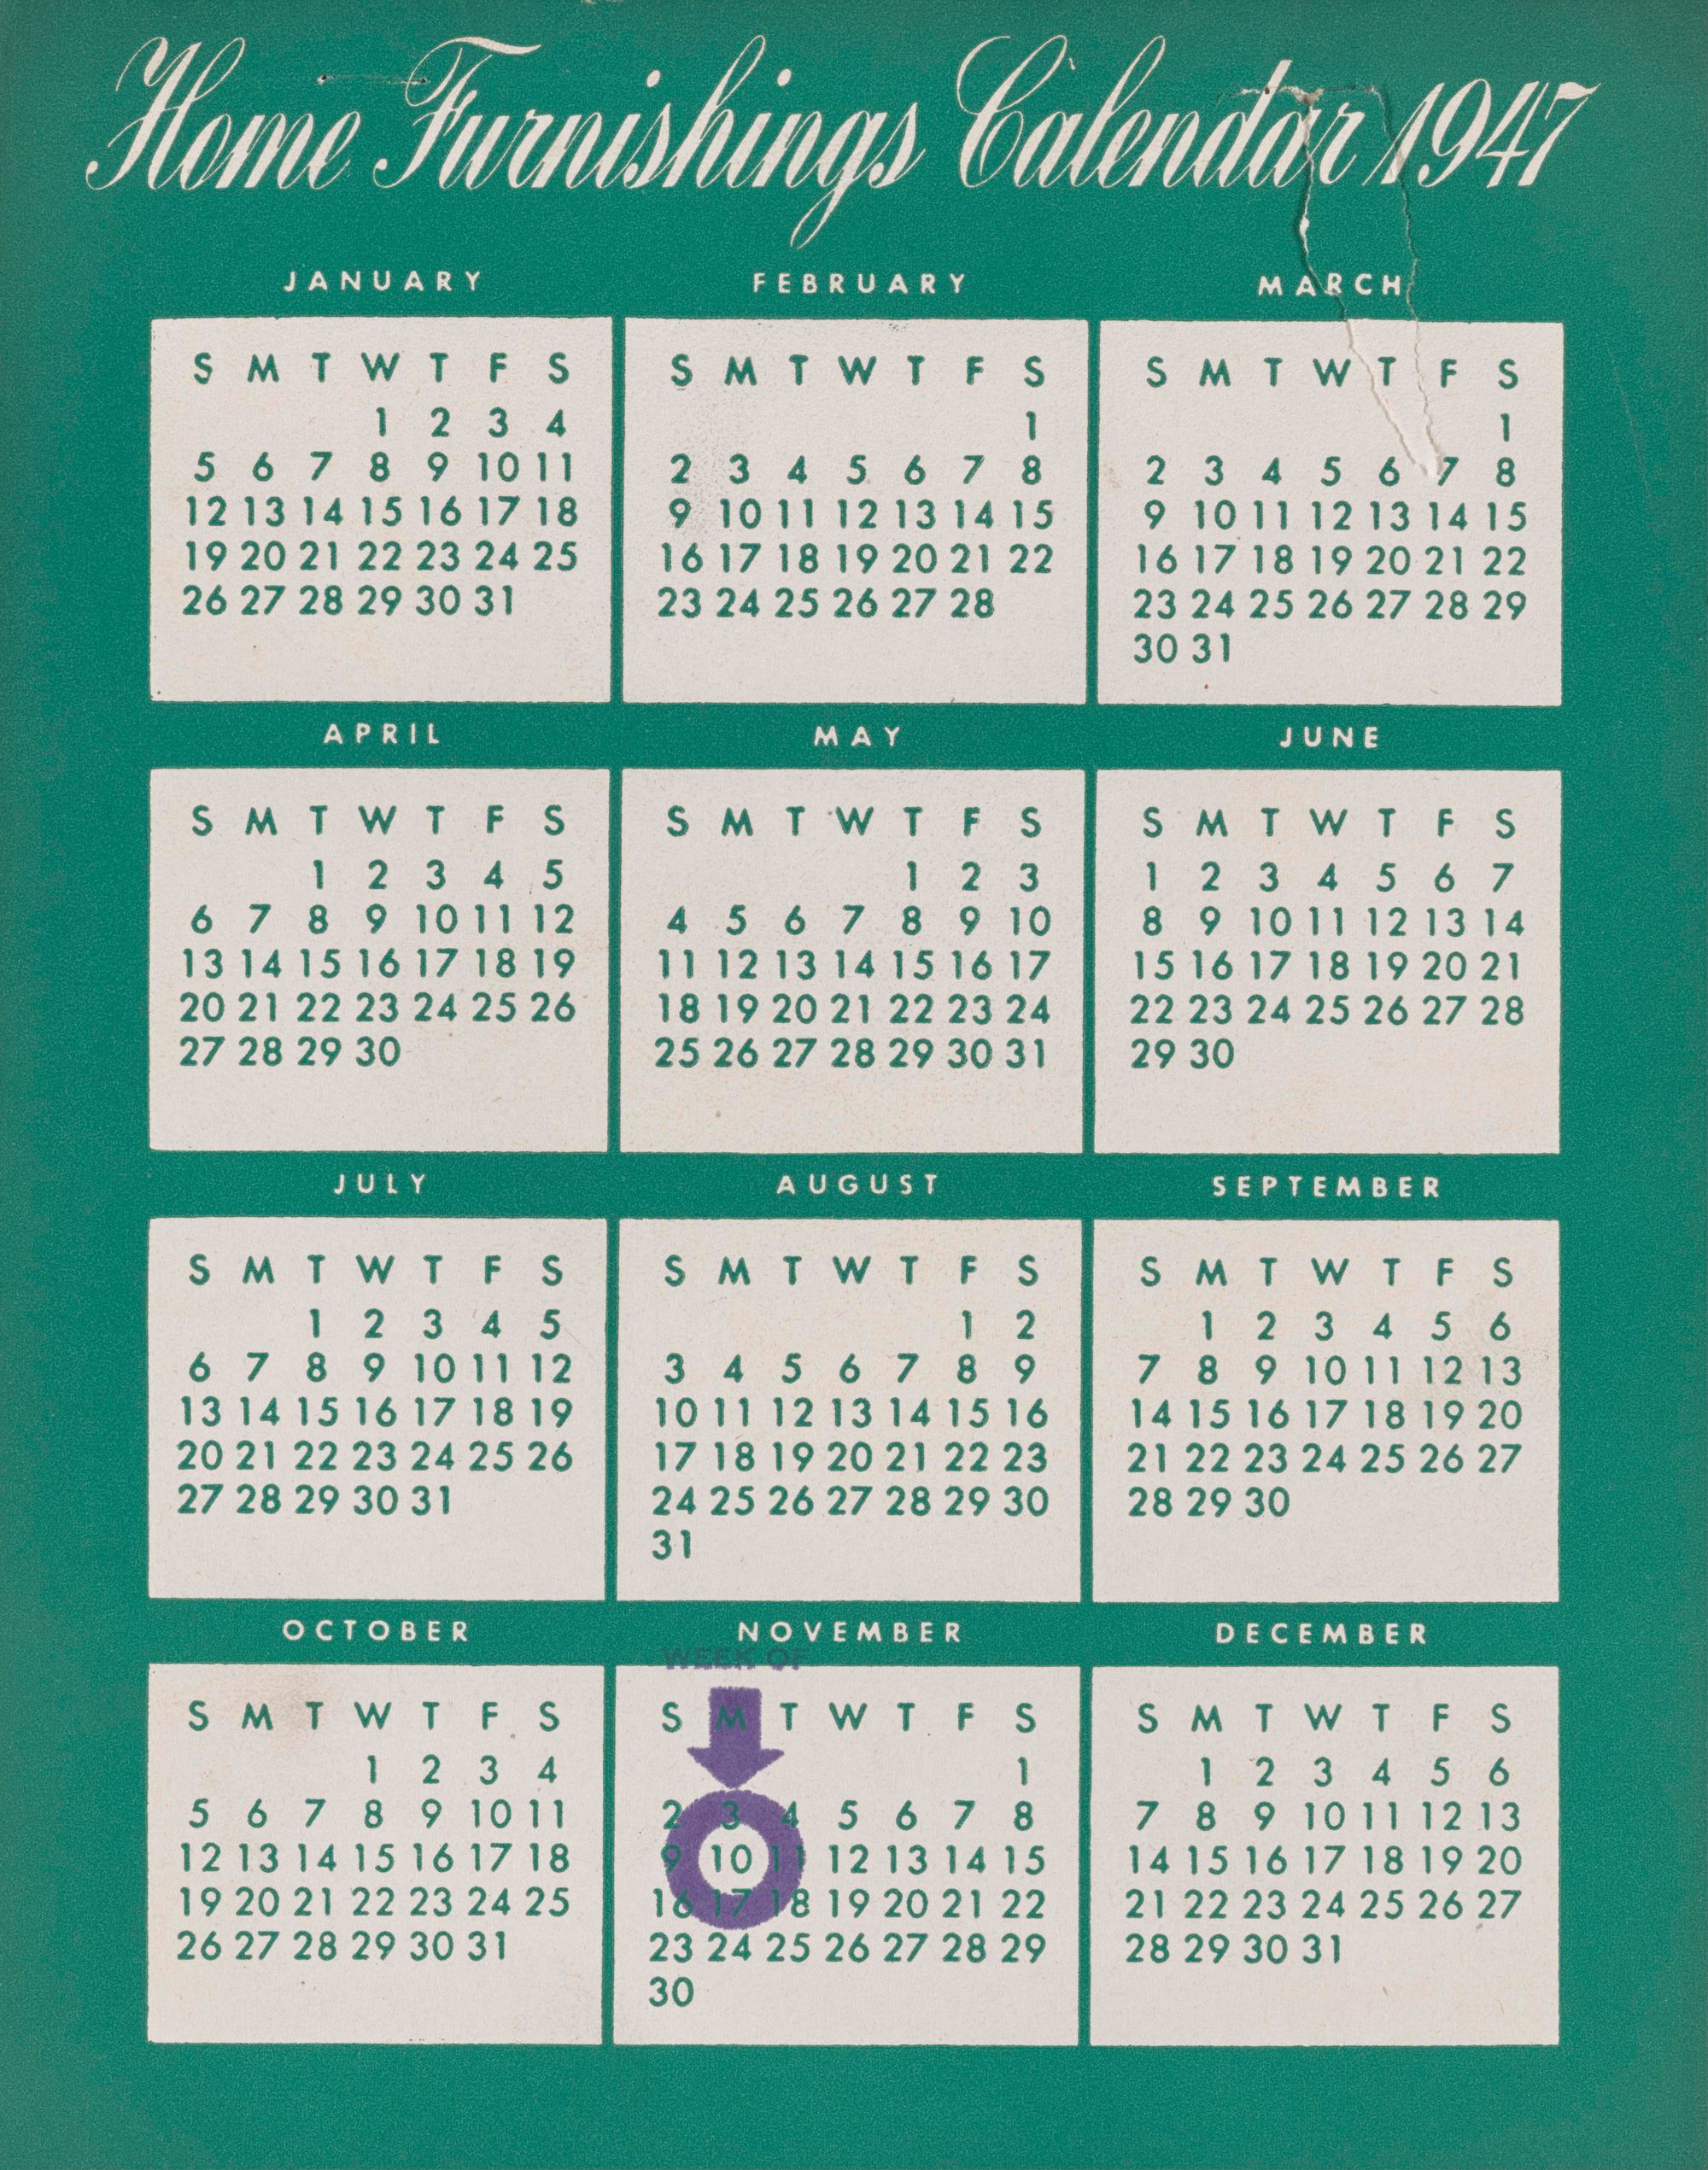 Home Furnishings Calendar 1947
JANUARY
S M T W T F S
1 2 3 4
5 6 7 8 9 10 11
12 13 14 15 16 17 18
19 20 21 22 23 24 25
26 27 28 29 30 31
FEBRUARY
S M T W T F S
1
2 3 4 5 6 7 8
9 10 11 12 13 14 15
16 17 18 19 20 21 22
23 24 25 26 27 28
MARCH
S M T W T F S
1
2 3 4 5 6 7 8
9 10 11 12 13 14 15
16 17 18 19 20 21 22
23 24 25 26 27 28 29
30 31
APRIL
S M T W T F S
1 2 3 4 5
6 7 8 9 10 11 12
13 14 15 16 17 18 19
20 21 22 23 24 25 26
27 28 29 30
MAY
S M T W T F S
1 2 3
4 5 6 7 8 9 10
11 12 13 14 15 16 17
18 19 20 21 22 23 24
25 26 27 28 29 30 31
JUNE
S M T W T F S
1 2 3 4 5 6 7
8 9 10 11 12 13 14
15 16 17 18 19 20 21
22 23 24 25 26 27 28
29 30
JULY
S M T W T F S
1 2 3 4 5
6 7 8 9 10 11 12
13 14 15 16 17 18 19
20 21 22 23 24 25 26
27 28 29 30 31
AUGUST
S M T W T F S
1 2
3 4 5 6 7 8 9
10 11 12 13 14 15 16
17 18 19 20 21 22 23
24 25 26 27 28 29 30
31
SEPTEMBER
S M T W T F S
1 2 3 4 5 6
7 8 9 10 11 12 13
14 15 16 17 18 19 20
21 22 23 24 25 26 27
28 29 30
OCTOBER
S M T W T F S
1 2 3 4
5 6 7 8 9 10 11
12 13 14 15 16 17 18
19 20 21 22 23 24 25
26 27 28 29 30 31
NOVEMBER
WEEK OF
S M T W T F S
1
2 3 4 5 6 7 8
9 10 11 12 13 14 15
16 17 18 19 20 21 22
23 24 25 26 27 28 29
30
DECEMBER
S M T W T F S
1 2 3 4 5 6
7 8 9 10 11 12 13
14 15 16 17 18 19 20
21 22 23 24 25 26 27
28 29 30 31